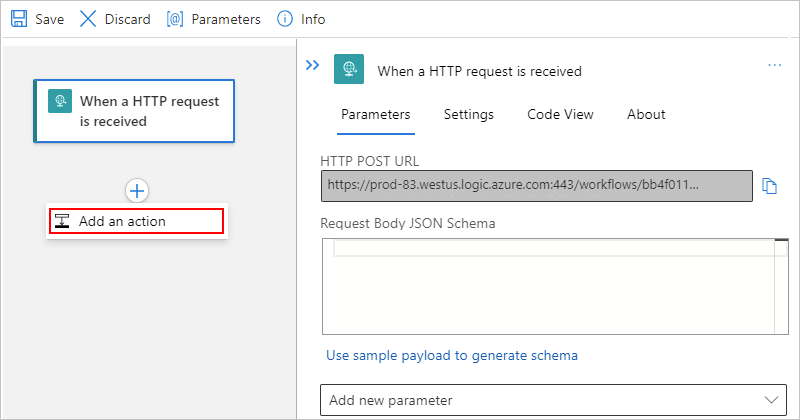 Save Discard Parameters Info
When a HTTP request
is received
Add an action
When a HTTP request is received
Parameters Settings Code View About
HTTP POST URL
https://prod-83.westus.logic.azure.com:443/workflows/bb4f011...
Request Body JSON Schema
Use sample payload to generate schema
Add new parameter